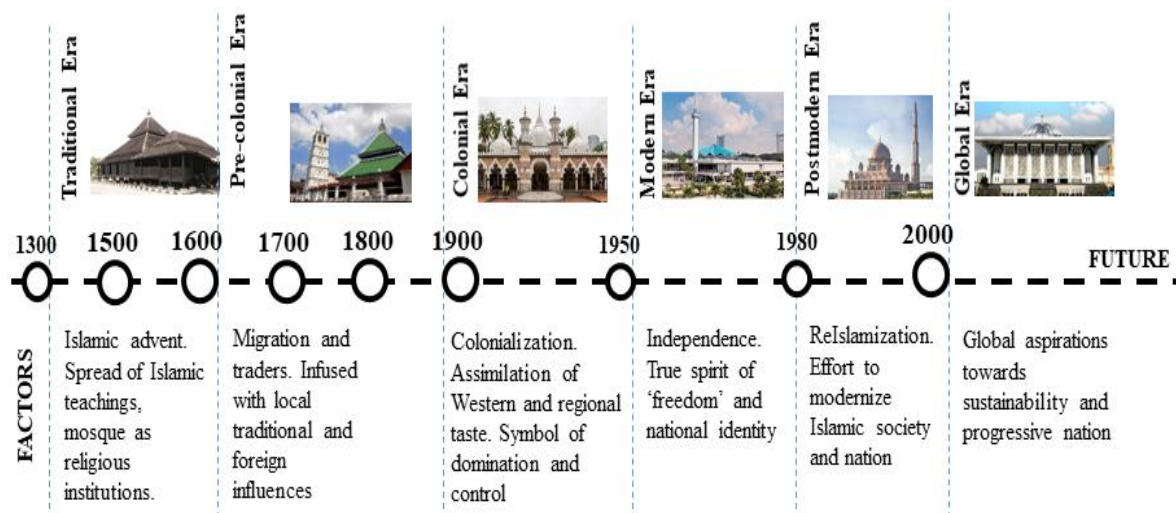 Traditional Era
Pre-colonial Era
Colonial Era
Modern Era
Postmodern Era
Global Era
1300
1500
1600
1700
1800
1900
1950
1980
2000
FUTURE
FACTORS
Islamic advent.
Spread of Islamic
teachings,
mosque as
religious
institutions.
Migration and
traders. Infused
with local
traditional and
foreign
influences
Colonialization.
Assimilation of
Western and regional
taste. Symbol of
domination and
control
Independence.
True spirit of
‘freedom’ and
national identity
ReIslamization.
Effort to
modernize
Islamic society
and nation
Global aspirations
towards
sustainability and
progressive nation